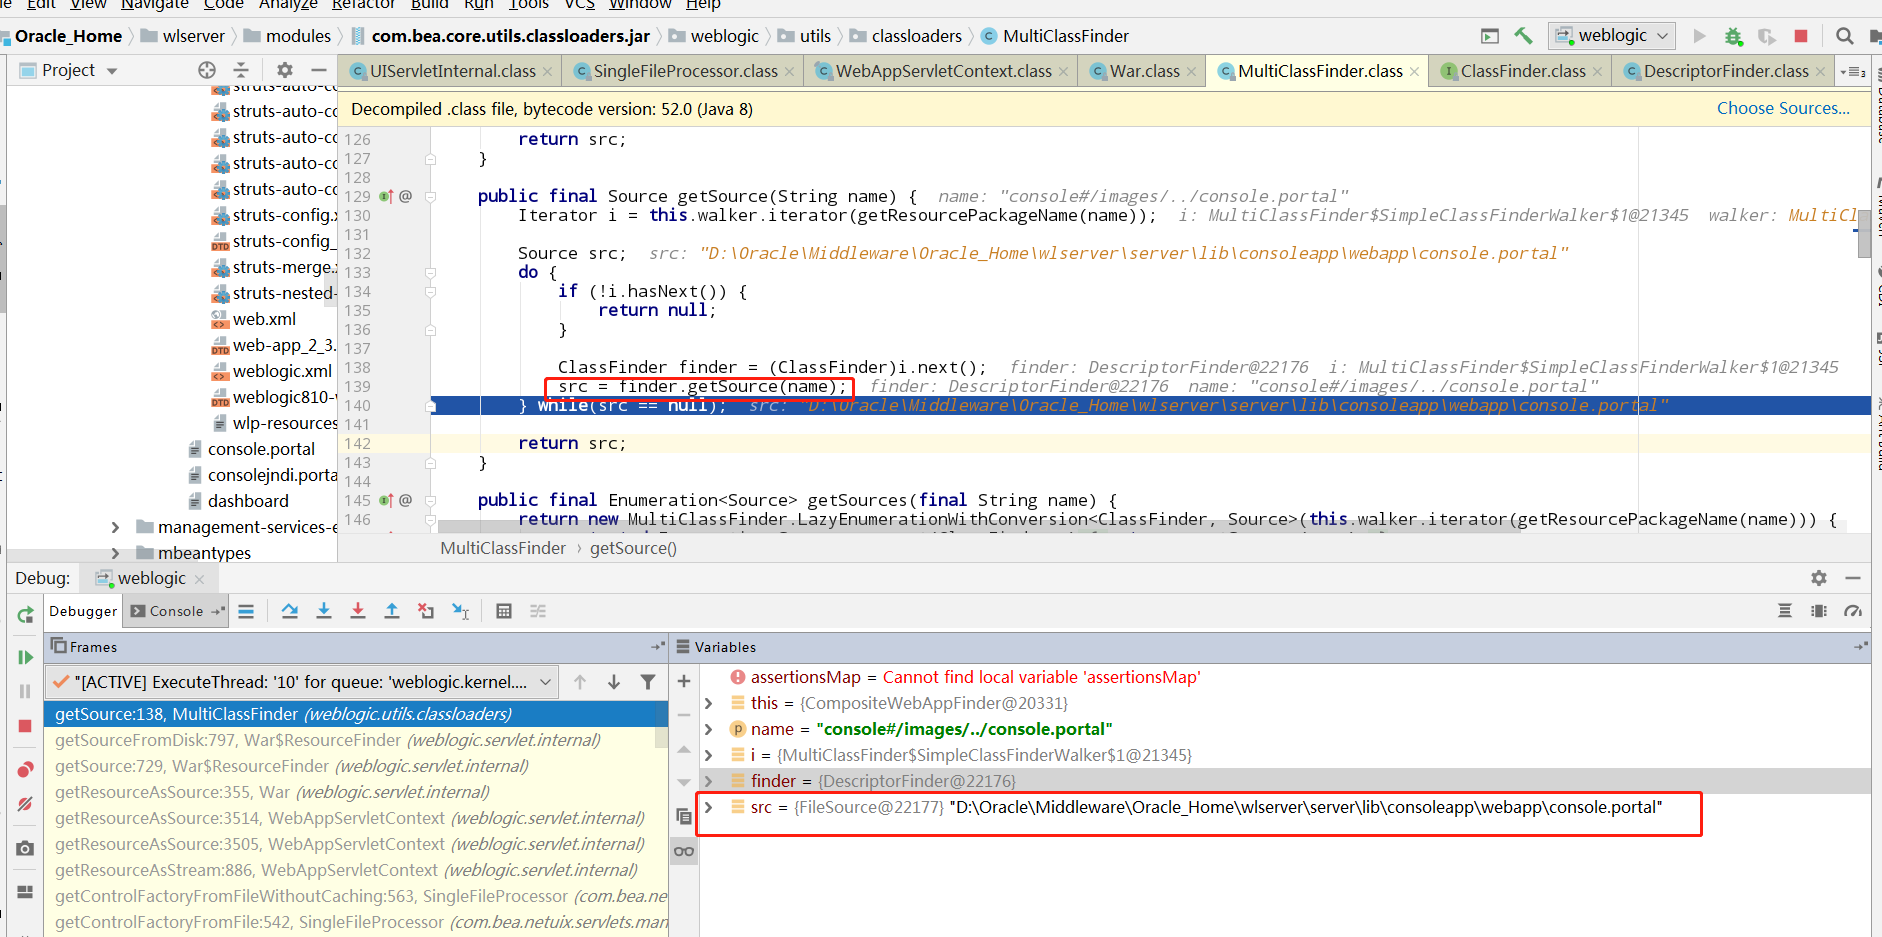 Edit View Navigate Code Analyze Refactor Build Run Tools VCS Window Help
Oracle_Home wlserver modules com.bea.core.utils.classloaders.jar weblogic utils classloaders MultiClassFinder
weblogic
Project
UIServletInternal.class SingleFileProcessor.class WebAppServletContext.class War.class MultiClassFinder.class ClassFinder.class DescriptorFinder.class
Decompiled .class file, bytecode version: 52.0 (Java 8)
Choose Sources...
struts-auto-co
struts-auto-co
struts-auto-co
struts-auto-co
struts-auto-co
struts-config.x
struts-config_
struts-merge.x
struts-nested-
web.xml
web-app_2_3.
weblogic.xml
weblogic810-
wlp-resources
console.portal
consolejndi.porta
dashboard
management-services-e
mbeantypes
126 return src;
127 }
128
129 public final Source getSource(String name) { name: "console#/images/../console.portal"
130 Iterator i = this.walker.iterator(getResourcePackageName(name)); i: MultiClassFinder$SimpleClassFinderWalker$1@21345 walker: MultiCl
131
132 Source src; src: "D:\Oracle\Middleware\Oracle_Home\wlserver\server\lib\consoleapp\webapp\console.portal"
133 do {
134 if (!i.hasNext()) {
135 return null;
136 }
137
138 ClassFinder finder = (ClassFinder)i.next(); finder: DescriptorFinder@22176 i: MultiClassFinder$SimpleClassFinderWalker$1@21345
139 src = finder.getSource(name); finder: DescriptorFinder@22176 name: "console#/images/../console.portal"
140 } while(src == null); src: "D:\Oracle\Middleware\Oracle_Home\wlserver\server\lib\consoleapp\webapp\console.portal"
141
142 return src;
143 }
144
145 public final Enumeration<Source> getSources(final String name) {
146 return new MultiClassFinder.LazyEnumerationWithConversion<ClassFinder, Source>(this.walker.iterator(getResourcePackageName(name))) {
MultiClassFinder › getSource()
Debug: weblogic
Debugger Console
Frames
"[ACTIVE] ExecuteThread: '10' for queue: 'weblogic.kernel....
getSource:138, MultiClassFinder (weblogic.utils.classloaders)
getSourceFromDisk:797, War$ResourceFinder (weblogic.servlet.internal)
getSource:729, War$ResourceFinder (weblogic.servlet.internal)
getResourceAsSource:355, War (weblogic.servlet.internal)
getResourceAsSource:3514, WebAppServletContext (weblogic.servlet.internal)
getResourceAsSource:3505, WebAppServletContext (weblogic.servlet.internal)
getResourceAsStream:886, WebAppServletContext (weblogic.servlet.internal)
getControlFactoryFromFileWithoutCaching:563, SingleFileProcessor (com.bea.ne
getControlFactoryFromFile:542, SingleFileProcessor (com.bea.netuix.servlets.man
Variables
assertionsMap = Cannot find local variable 'assertionsMap'
this = {CompositeWebAppFinder@20331}
name = "console#/images/../console.portal"
i = {MultiClassFinder$SimpleClassFinderWalker$1@21345}
finder = {DescriptorFinder@22176}
src = {FileSource@22177} "D:\Oracle\Middleware\Oracle_Home\wlserver\server\lib\consoleapp\webapp\console.portal"